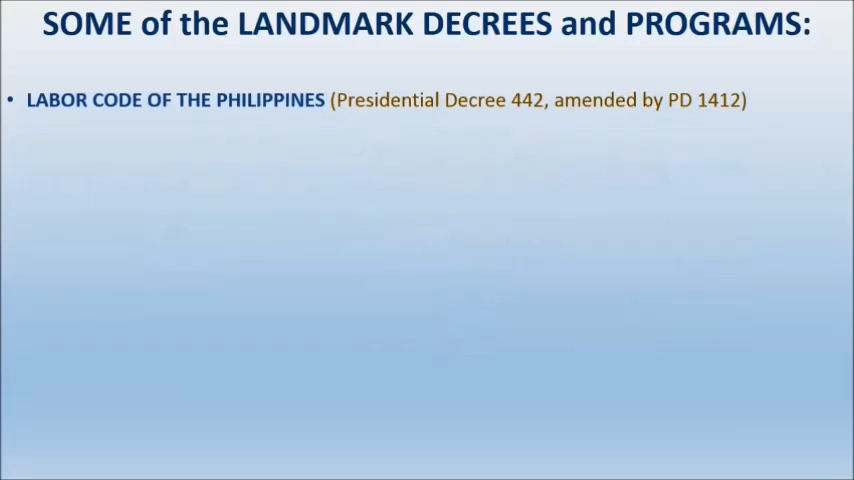 SOME of the LANDMARK DECREES and PROGRAMS:
• LABOR CODE OF THE PHILIPPINES (Presidential Decree 442, amended by PD 1412)